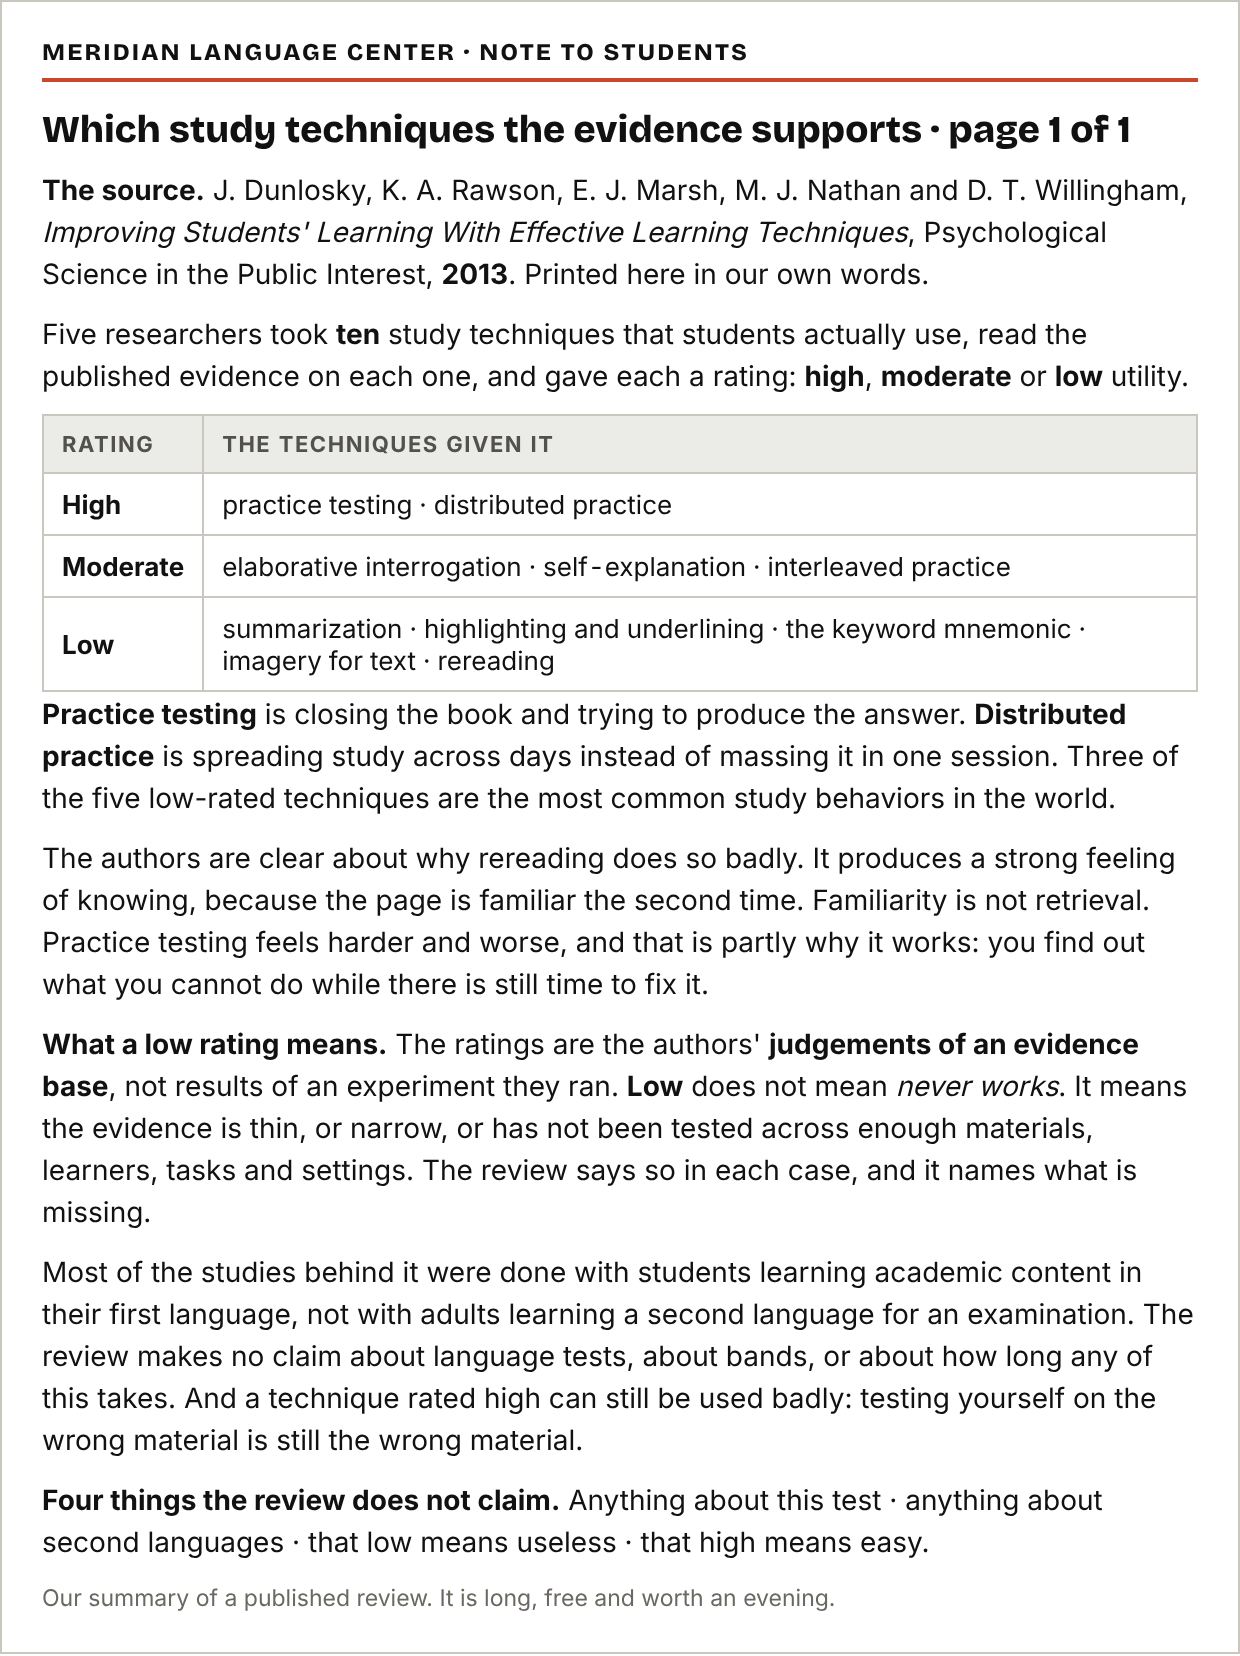 MERIDIAN LANGUAGE CENTER · NOTE TO STUDENTS
Which study techniques the evidence supports · page 1 of 1
The source. J. Dunlosky, K. A. Rawson, E. J. Marsh, M. J. Nathan and D. T. Willingham,
Improving Students' Learning With Effective Learning Techniques, Psychological
Science in the Public Interest, 2013. Printed here in our own words.
Five researchers took ten study techniques that students actually use, read the
published evidence on each one, and gave each a rating: high, moderate or low utility.
RATING THE TECHNIQUES GIVEN IT
High practice testing · distributed practice
Moderate elaborative interrogation · self-explanation · interleaved practice
Low summarization · highlighting and underlining · the keyword mnemonic ·
imagery for text · rereading
Practice testing is closing the book and trying to produce the answer. Distributed
practice is spreading study across days instead of massing it in one session. Three of
the five low-rated techniques are the most common study behaviors in the world.
The authors are clear about why rereading does so badly. It produces a strong feeling
of knowing, because the page is familiar the second time. Familiarity is not retrieval.
Practice testing feels harder and worse, and that is partly why it works: you find out
what you cannot do while there is still time to fix it.
What a low rating means. The ratings are the authors' judgements of an evidence
base, not results of an experiment they ran. Low does not mean never works. It means
the evidence is thin, or narrow, or has not been tested across enough materials,
learners, tasks and settings. The review says so in each case, and it names what is
missing.
Most of the studies behind it were done with students learning academic content in
their first language, not with adults learning a second language for an examination. The
review makes no claim about language tests, about bands, or about how long any of
this takes. And a technique rated high can still be used badly: testing yourself on the
wrong material is still the wrong material.
Four things the review does not claim. Anything about this test · anything about
second languages · that low means useless · that high means easy.
Our summary of a published review. It is long, free and worth an evening.